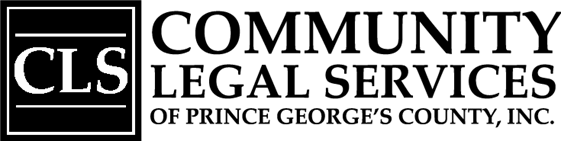 CLS
COMMUNITY
LEGAL SERVICES
OF PRINCE GEORGE'S COUNTY, INC.